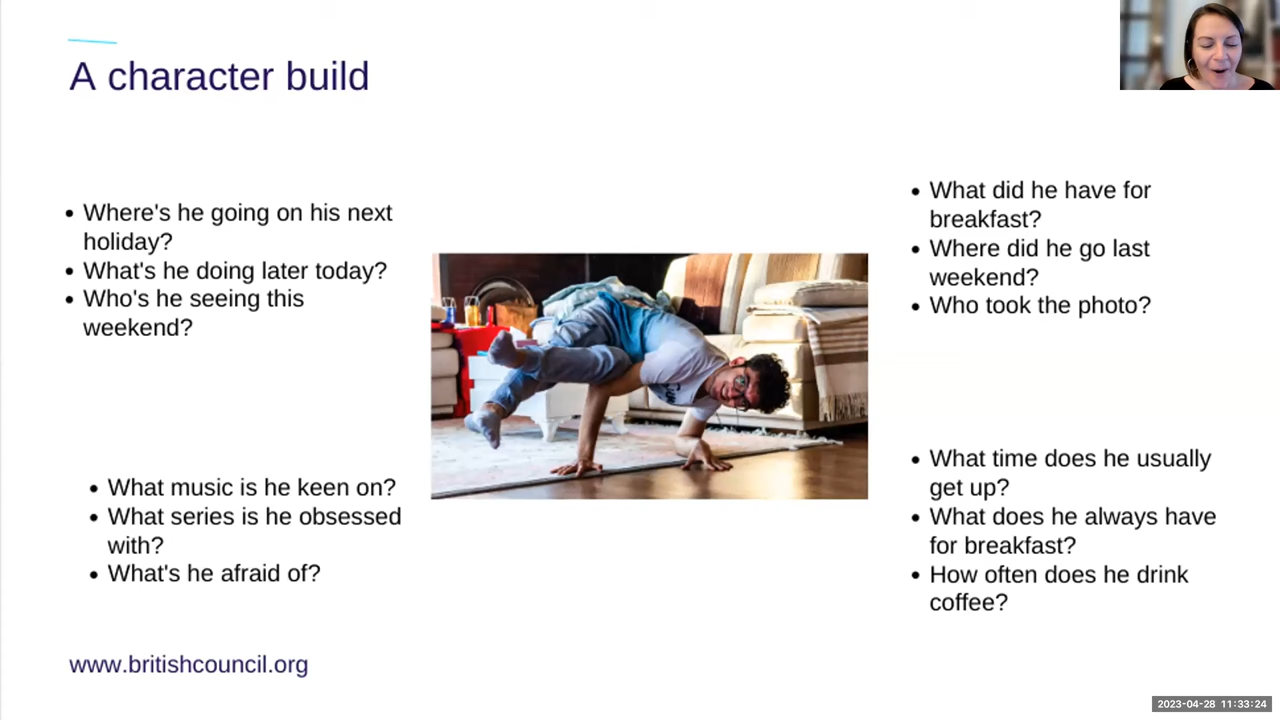 A character build
Where's he going on his next
holiday?
What's he doing later today?
Who's he seeing this
weekend?
What did he have for
breakfast?
Where did he go last
weekend?
Who took the photo?
What music is he keen on?
What series is he obsessed
with?
What's he afraid of?
What time does he usually
get up?
What does he always have
for breakfast?
How often does he drink
coffee?
www.britishcouncil.org
2023-04-28 11:33:24